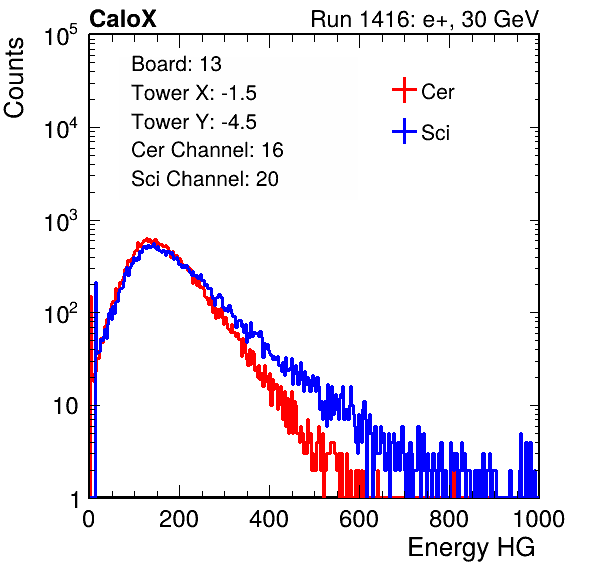 CaloX Run 1416: e+, 30 GeV
Counts
Board: 13
Tower X: -1.5
Tower Y: -4.5
Cer Channel: 16
Sci Channel: 20
Cer
Sci
10^5
10^4
10^3
10^2
10
1
0 200 400 600 800 1000
Energy HG